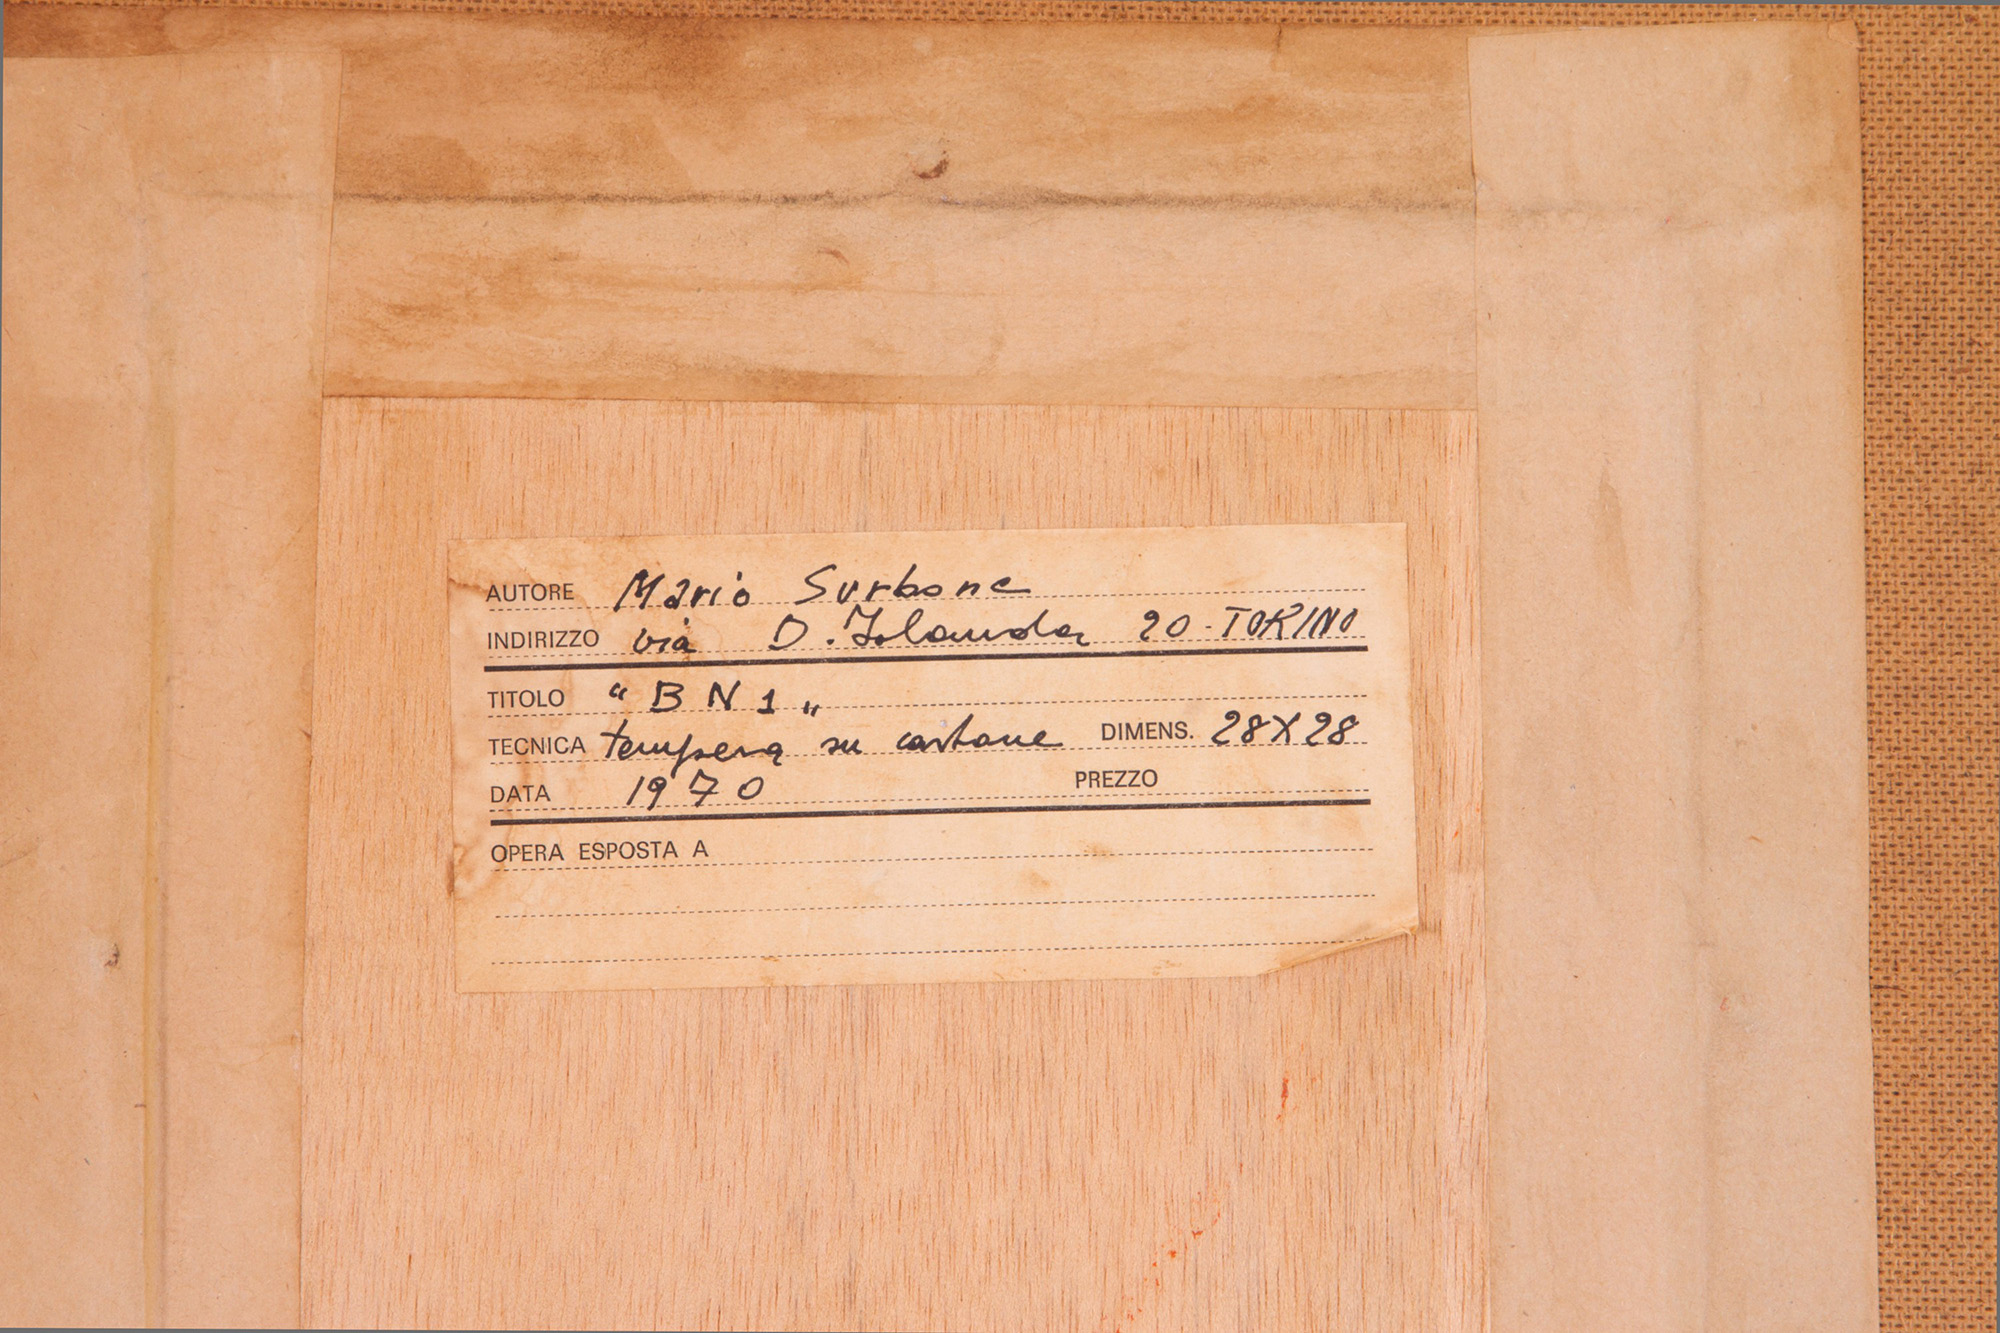 AUTORE Mario Surbone
INDIRIZZO via D. Jolanda 20 - TORINO
TITOLO “ B N 1 „
TECNICA tempera su cartone DIMENS. 28X28
DATA 1970 PREZZO
OPERA ESPOSTA A